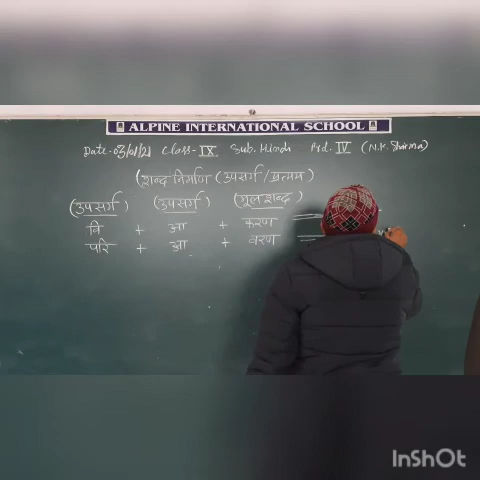 ALPINE INTERNATIONAL SCHOOL
Date-03/01/21 Class-IX Sub. Hindi Prd. IV (N.K. Sharma)
(शब्द निर्माण (उपसर्ग/प्रत्यय)
(उपसर्ग) (उपसर्ग) (मूल शब्द)
वि + आ + करण
परि + आ + वरण
InShOt